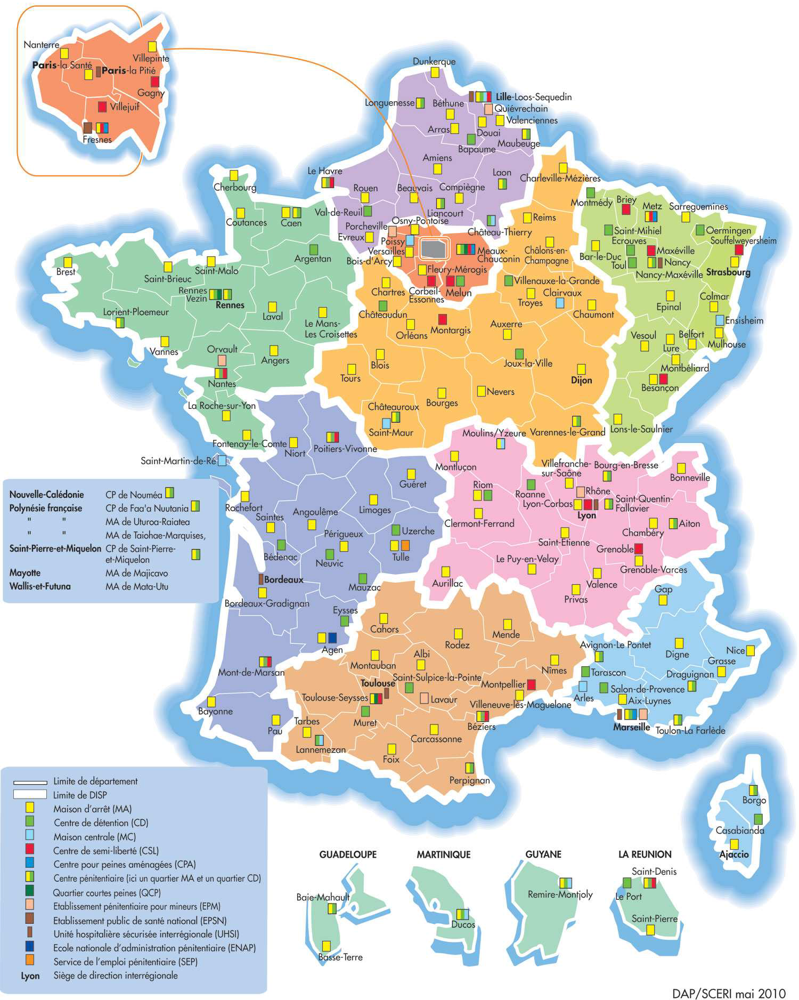 Nanterre
Villepinte
Paris-la Santé
Paris-la Pitié
Gagny
Villejuif
Fresnes
Dunkerque
Longuenesse
Béthune
Lille-Loos-Sequedin
Quiévrechain
Valenciennes
Arras
Douai
Bapaume
Maubeuge
Amiens
Le Havre
Laon
Charleville-Mézières
Cherbourg
Rouen
Beauvais
Compiègne
Montmédy
Briey
Metz
Sarreguemines
Coutances
Caen
Val-de-Reuil
Liancourt
Osny-Pontoise
Château-Thierry
Reims
Porcheville
Evreux
Poissy
Versailles
Bois-d'Arcy
Meaux-
Chauconin
Châlons-en-
Champagne
Saint-Mihiel
Ecrouves
Bar-le-Duc
Toul
Maxéville
Nancy
Nancy-Maxéville
Oermingen
Souffelweyersheim
Strasbourg
Argentan
Brest
Saint-Brieuc
Saint-Malo
Fleury-Mérogis
Corbeil-
Essonnes
Melun
Chartres
Villenauxe-la-Grande
Troyes
Clairvaux
Chaumont
Epinal
Colmar
Ensisheim
Mulhouse
Rennes
Vezin
Rennes
Lorient-Ploemeur
Laval
Le Mans-
Les Croisettes
Châteaudun
Orléans
Montargis
Auxerre
Vesoul
Lure
Belfort
Montbéliard
Besançon
Vannes
Orvault
Nantes
Angers
Blois
Tours
Joux-la-Ville
Dijon
Bourges
Nevers
La Roche-sur-Yon
Fontenay-le-Comte
Châteauroux
Saint-Maur
Varennes-le-Grand
Lons-le-Saulnier
Niort
Poitiers-Vivonne
Moulins/Yzeure
Saint-Martin-de-Ré
Montluçon
Villefranche-
sur-Saône
Bourg-en-Bresse
Bonneville
Guéret
Riom
Roanne
Rhône
Lyon-Corbas
Lyon
Saint-Quentin-
Fallavier
Rochefort
Saintes
Angoulême
Limoges
Clermont-Ferrand
Chambéry
Aiton
Périgueux
Uzerche
Saint-Etienne
Grenoble
Grenoble-Varces
Bédenac
Neuvic
Tulle
Mauzac
Le Puy-en-Velay
Aurillac
Valence
Privas
Bordeaux
Bordeaux-Gradignan
Gap
Eysses
Agen
Cahors
Rodez
Mende
Avignon-Le Pontet
Digne
Nice
Grasse
Mont-de-Marsan
Montauban
Albi
Nîmes
Tarascon
Draguignan
Toulouse
Saint-Sulpice-la-Pointe
Montpellier
Arles
Salon-de-Provence
Toulouse-Seysses
Lavaur
Villeneuve-lès-Maguelone
Aix-Luynes
Bayonne
Pau
Tarbes
Muret
Béziers
Marseille
Toulon-La Farlède
Lannemezan
Carcassonne
Foix
Perpignan
Borgo
Casabianda
Ajaccio
Nouvelle-Calédonie CP de Nouméa
Polynésie française CP de Faa'a Nuutania
" " MA de Uturoa-Raiatea
" " MA de Taiohae-Marquises,
Saint-Pierre-et-Miquelon CP de Saint-Pierre-
et-Miquelon
Mayotte MA de Majicavo
Wallis-et-Futuna MA de Mata-Utu
Limite de département
Limite de DISP
Maison d'arrêt (MA)
Centre de détention (CD)
Maison centrale (MC)
Centre de semi-liberté (CSL)
Centre pour peines aménagées (CPA)
Centre pénitentiaire (ici un quartier MA et un quartier CD)
Quartier courtes peines (QCP)
Etablissement pénitentiaire pour mineurs (EPM)
Etablissement public de santé national (EPSN)
Unité hospitalière sécurisée interrégionale (UHSI)
Ecole nationale d'administration pénitentiaire (ENAP)
Service de l'emploi pénitentiaire (SEP)
Lyon Siège de direction interrégionale
GUADELOUPE
Baie-Mahault
Basse-Terre
MARTINIQUE
Ducos
GUYANE
Remire-Montjoly
LA REUNION
Saint-Denis
Le Port
Saint-Pierre
DAP/SCERI mai 2010